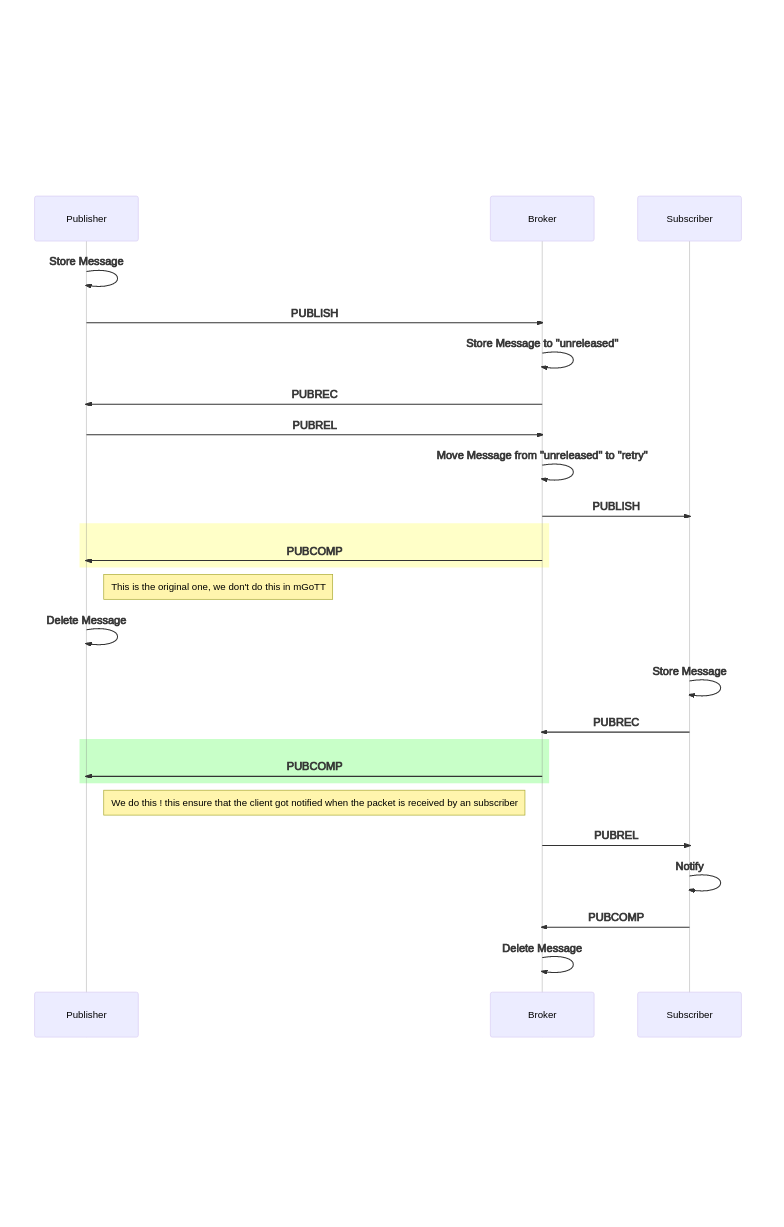 Publisher
Broker
Subscriber
Store Message
PUBLISH
Store Message to "unreleased"
PUBREC
PUBREL
Move Message from "unreleased" to "retry"
PUBLISH
PUBCOMP
This is the original one, we don't do this in mGoTT
Delete Message
Store Message
PUBREC
PUBCOMP
We do this ! this ensure that the client got notified when the packet is received by an subscriber
PUBREL
Notify
PUBCOMP
Delete Message
Publisher
Broker
Subscriber